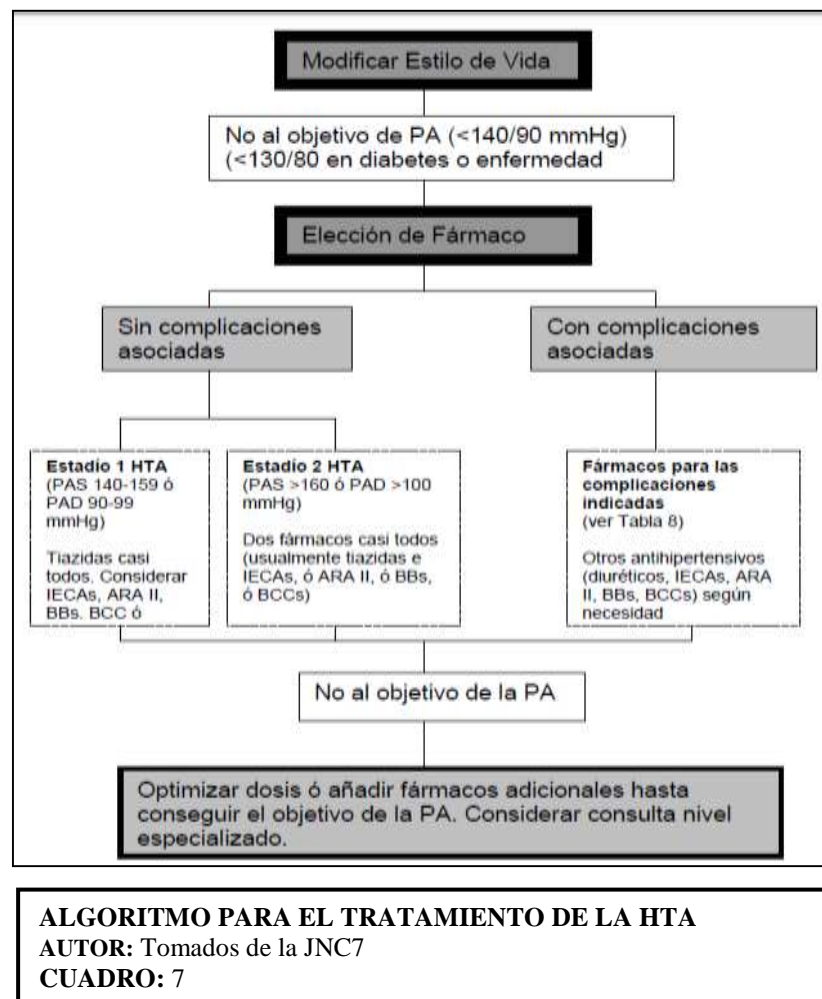 Modificar Estilo de Vida
No al objetivo de PA (<140/90 mmHg)
(<130/80 en diabetes o enfermedad
Elección de Fármaco
Sin complicaciones
asociadas
Con complicaciones
asociadas
Estadío 1 HTA
(PAS 140-159 ó
PAD 90-99
mmHg)
Tiazidas casi
todos. Considerar
IECAs, ARA II,
BBs. BCC ó
Estadío 2 HTA
(PAS >160 ó PAD >100
mmHg)
Dos fármacos casi todos
(usualmente tiazidas e
IECAs, ó ARA II, ó BBs,
ó BCCs)
Fármacos para las
complicaciones
indicadas
(ver Tabla 8)
Otros antihipertensivos
(diuréticos, IECAs, ARA
II, BBs, BCCs) según
necesidad
No al objetivo de la PA
Optimizar dosis ó añadir fármacos adicionales hasta
conseguir el objetivo de la PA. Considerar consulta nivel
especializado.
ALGORITMO PARA EL TRATAMIENTO DE LA HTA
AUTOR: Tomados de la JNC7
CUADRO: 7